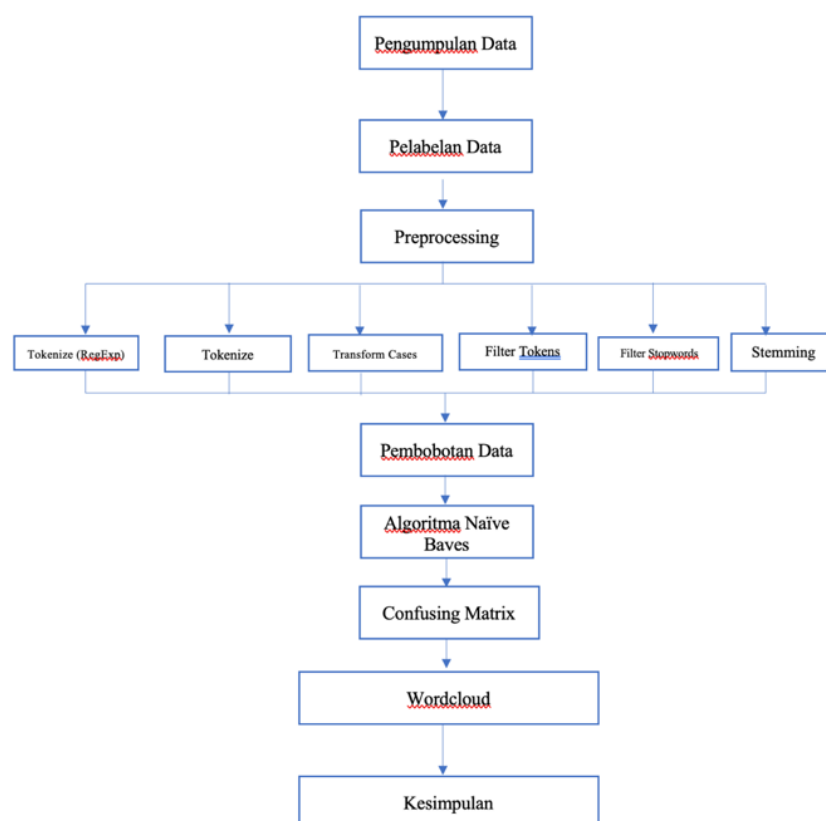 Pengumpulan Data
Pelabelan Data
Preprocessing
Tokenize (RegExp)
Tokenize
Transform Cases
Filter Tokens
Filter Stopwords
Stemming
Pembobotan Data
Algoritma Naïve
Baves
Confusing Matrix
Wordcloud
Kesimpulan